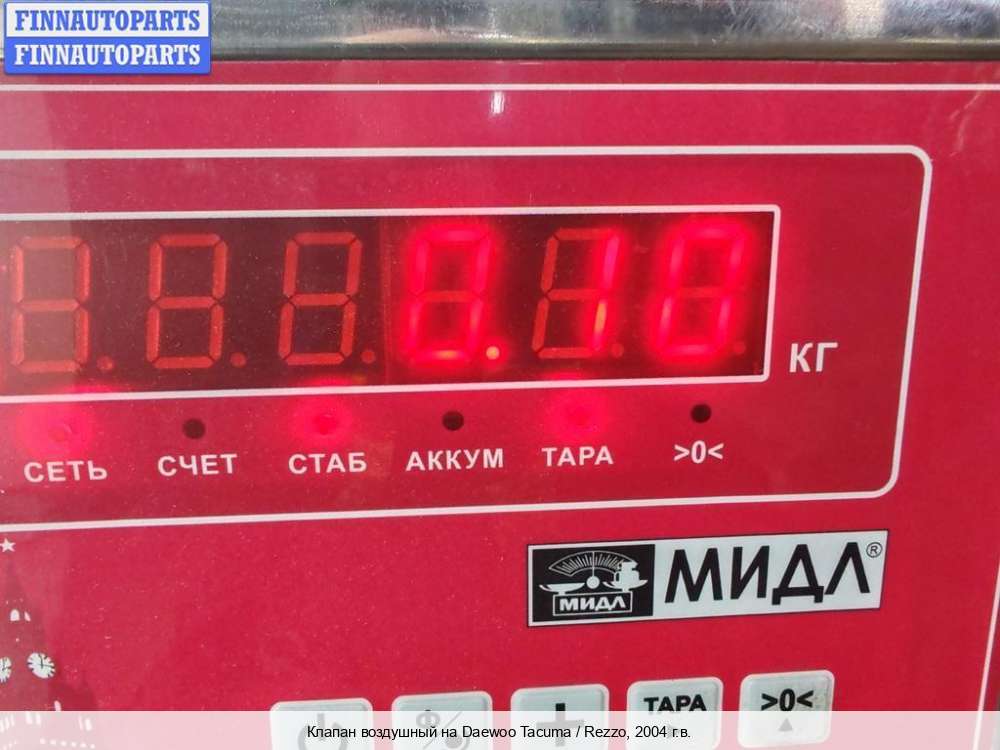 FINNAUTOPARTS
FINNAUTOPARTS
0.10
КГ
СЕТЬ СЧЕТ СТАБ АККУМ ТАРА >0<
МИДЛ МИДЛ®
ТАРА >0<
Клапан воздушный на Daewoo Tacuma / Rezzo, 2004 г.в.